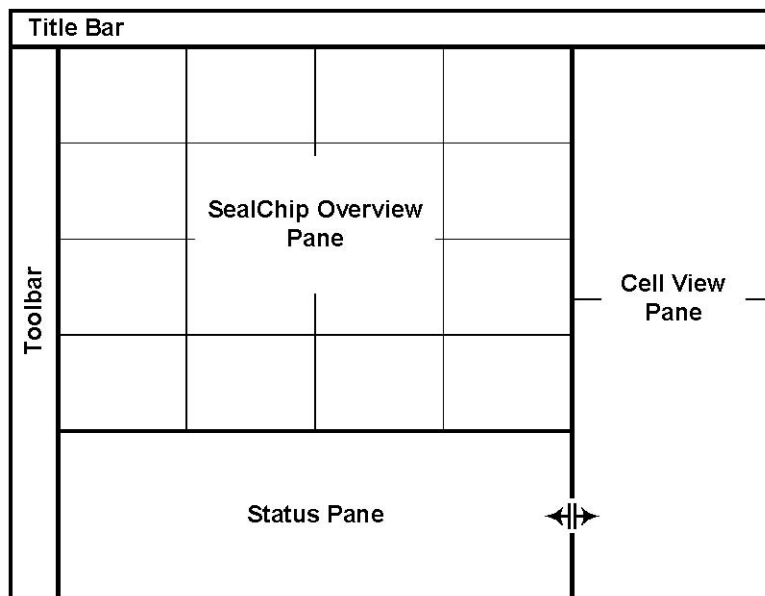 Title Bar
Toolbar
SealChip Overview
Pane
Cell View
Pane
Status Pane